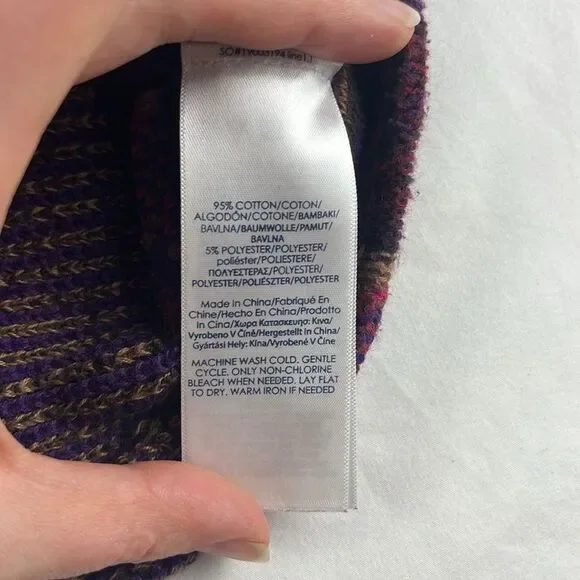 95% COTTON/COTON/
ALGODÓN/COTONE/BAMBAKI/
BAVLNA/BAUMWOLLE/PAMUT/
BAVLNA
5% POLYESTER/POLYESTER/
poliéster/POLIESTERE/
ΠΟΛΥΕΣΤΕΡΑΣ/POLYESTER/
POLYESTER/POLIÉSZTER/POLYESTER
Made in China/Fabriqué En
Chine/Hecho En China/Prodotto
In Cina/Χωρα Κατασκευησ: Κινα/
Vyrobeno V Číně/Hergestellt In China/
Gyártási Hely: Kína/Vyrobené V Číne
MACHINE WASH COLD, GENTLE
CYCLE. ONLY NON-CHLORINE
BLEACH WHEN NEEDED. LAY FLAT
TO DRY. WARM IRON IF NEEDED